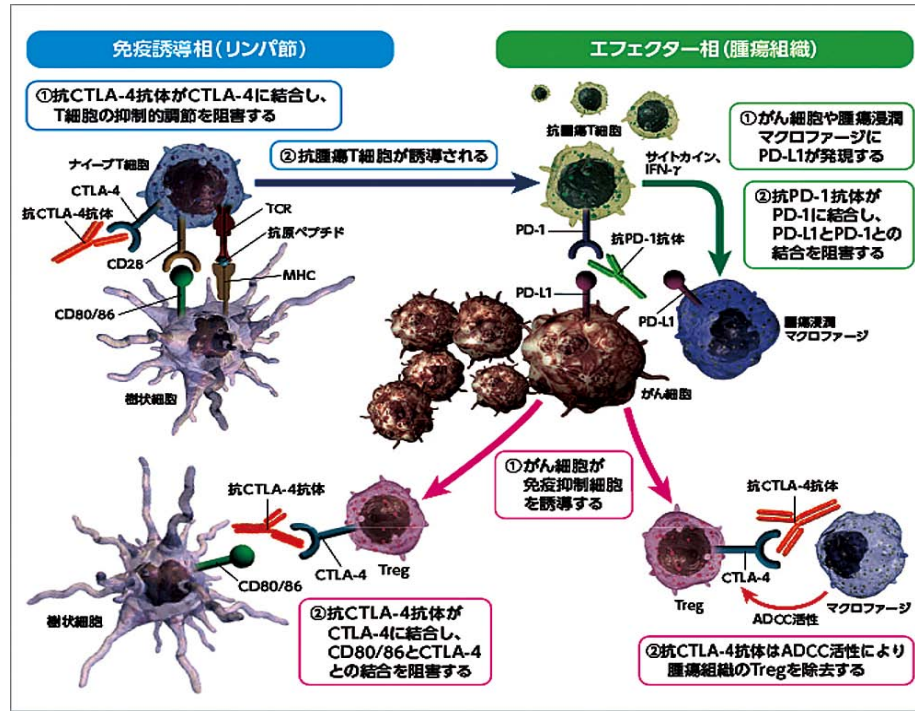 免疫誘導相(リンパ節)
エフェクター相(腫瘍組織)
①抗CTLA-4抗体がCTLA-4に結合し、
T細胞の抑制的調節を阻害する
ナイーブT細胞
CTLA-4
抗CTLA-4抗体
②抗腫瘍T細胞が誘導される
TCR
抗原ペプチド
CD28
MHC
CD80/86
樹状細胞
抗腫瘍T細胞
サイトカイン、
IFN-γ
①がん細胞や腫瘍浸潤
マクロファージに
PD-L1が発現する
②抗PD-1抗体が
PD-1に結合し、
PD-L1とPD-1との
結合を阻害する
PD-1
抗PD-1抗体
PD-L1
PD-L1
腫瘍浸潤
マクロファージ
がん細胞
①がん細胞が
免疫抑制細胞
を誘導する
抗CTLA-4抗体
CTLA-4
Treg
CD80/86
樹状細胞
②抗CTLA-4抗体が
CTLA-4に結合し、
CD80/86とCTLA-4
との結合を阻害する
抗CTLA-4抗体
CTLA-4
Treg
マクロファージ
ADCC活性
②抗CTLA-4抗体はADCC活性により
腫瘍組織のTregを除去する